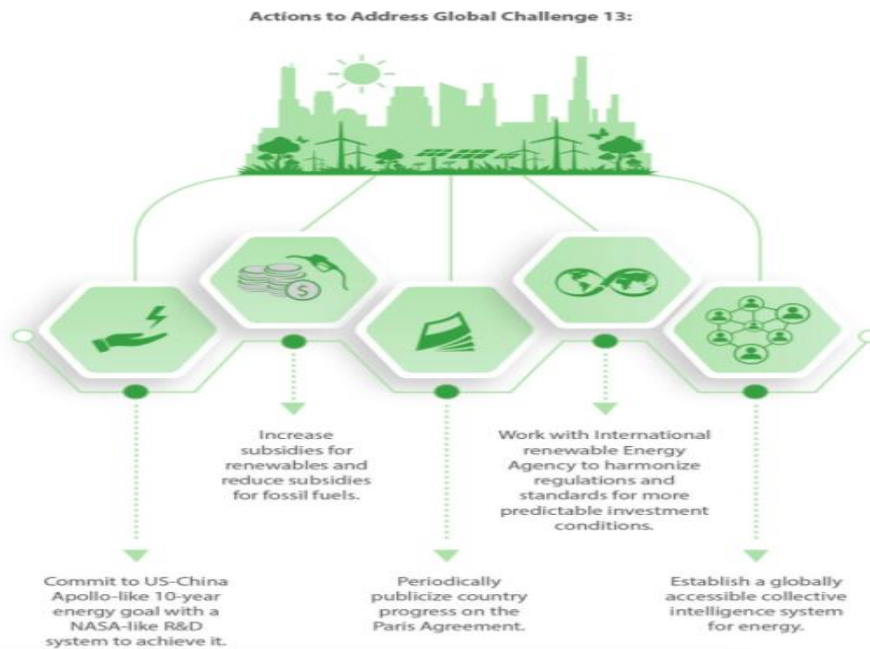 Actions to Address Global Challenge 13:
$
Increase
subsidies for
renewables and
reduce subsidies
for fossil fuels.
Work with International
renewable Energy
Agency to harmonize
regulations and
standards for more
predictable investment
conditions.
Commit to US-China
Apollo-like 10-year
energy goal with a
NASA-like R&D
system to achieve it.
Periodically
publicize country
progress on the
Paris Agreement.
Establish a globally
accessible collective
intelligence system
for energy.